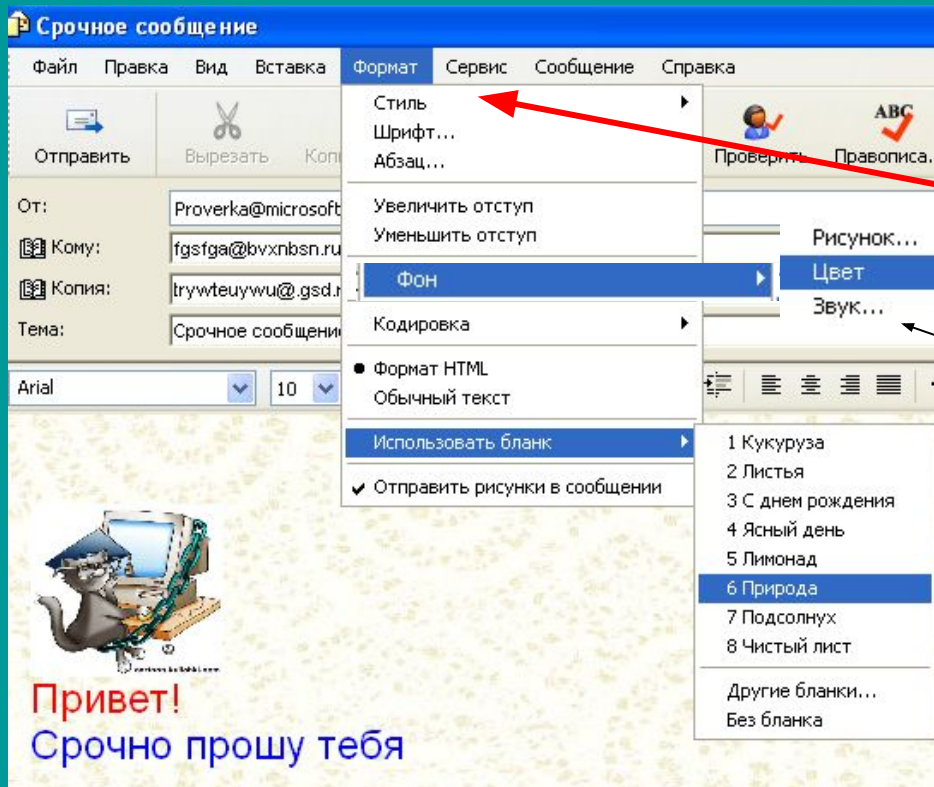 Срочное сообщение
Файл Правка Вид Вставка Формат Сервис Сообщение Справка
Отправить Вырезать Коп Проверить Правописа.
Стиль
Шрифт...
Абзац...
Увеличить отступ
Уменьшить отступ
Фон
Кодировка
Формат HTML
Обычный текст
Использовать бланк
Отправить рисунки в сообщении
Рисунок...
Цвет
Звук...
От: Proverka@microsoft
Кому: fgsfga@bvxnbsn.ru
Копия: trywteuywu@.gsd.r
Тема: Срочное сообщение
Arial 10
1 Кукуруза
2 Листья
3 С днем рождения
4 Ясный день
5 Лимонад
6 Природа
7 Подсолнух
8 Чистый лист
Другие бланки...
Без бланка
Привет!
Срочно прошу тебя